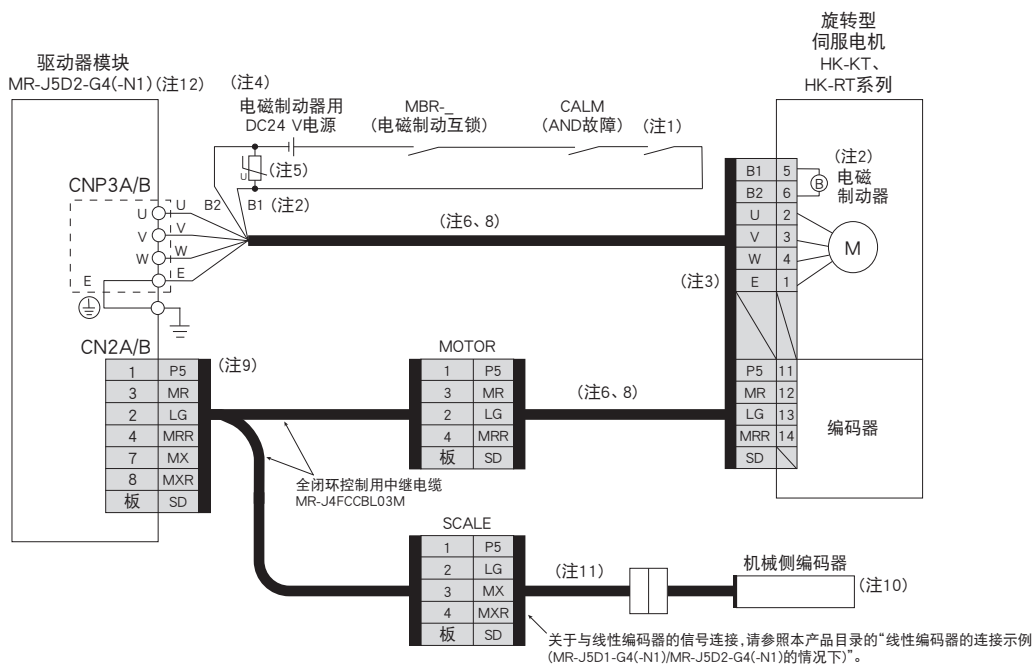 旋转型
伺服电机
HK-KT、
HK-RT系列
驱动器模块
MR-J5D2-G4(-N1)(注12)
(注4)
电磁制动器用
DC24 V电源
MBR-_
(电磁制动互锁)
CALM
(AND故障)
(注1)
U
(注5)
CNP3A/B
U
V
W
E
U
V
W
E
B2
B1
(注2)
(注6、8)
(注3)
B1 5
B2 6
U 2
V 3
W 4
E 1
(注2)
B
电磁
制动器
M
CN2A/B
1 P5
3 MR
2 LG
4 MRR
7 MX
8 MXR
板 SD
(注9)
MOTOR
1 P5
3 MR
2 LG
4 MRR
板 SD
(注6、8)
P5 11
MR 12
LG 13
MRR 14
SD
编码器
全闭环控制用中继电缆
MR-J4FCCBL03M
SCALE
1 P5
2 LG
3 MX
4 MXR
板 SD
(注11)
机械侧编码器
(注10)
关于与线性编码器的信号连接,请参照本产品目录的“线性编码器的连接示例
(MR-J5D1-G4(-N1)/MR-J5D2-G4(-N1)的情况下)”。